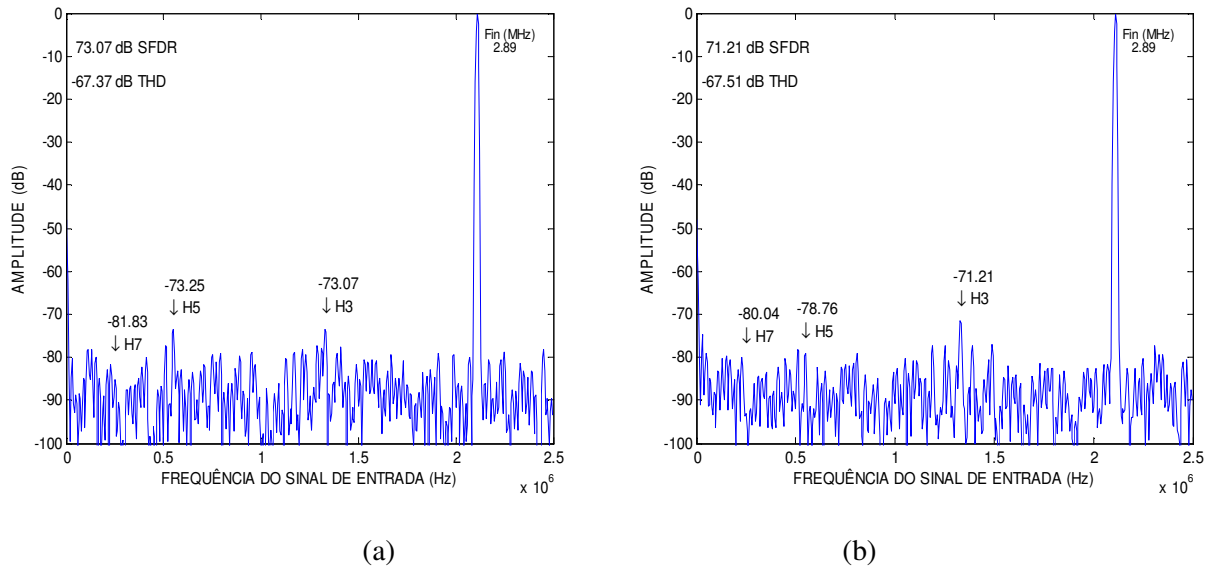 73.07 dB SFDR
-67.37 dB THD
Fin (MHz)
2.89
-81.83
↓ H7
-73.25
↓ H5
-73.07
↓ H3
AMPLITUDE (dB)
0
-10
-20
-30
-40
-50
-60
-70
-80
-90
-100
0
0.5
1
1.5
2
2.5
x 10^6
FREQUÊNCIA DO SINAL DE ENTRADA (Hz)
(a)
71.21 dB SFDR
-67.51 dB THD
Fin (MHz)
2.89
-80.04
↓ H7
-78.76
↓ H5
-71.21
↓ H3
AMPLITUDE (dB)
0
-10
-20
-30
-40
-50
-60
-70
-80
-90
-100
0
0.5
1
1.5
2
2.5
x 10^6
FREQUÊNCIA DO SINAL DE ENTRADA (Hz)
(b)